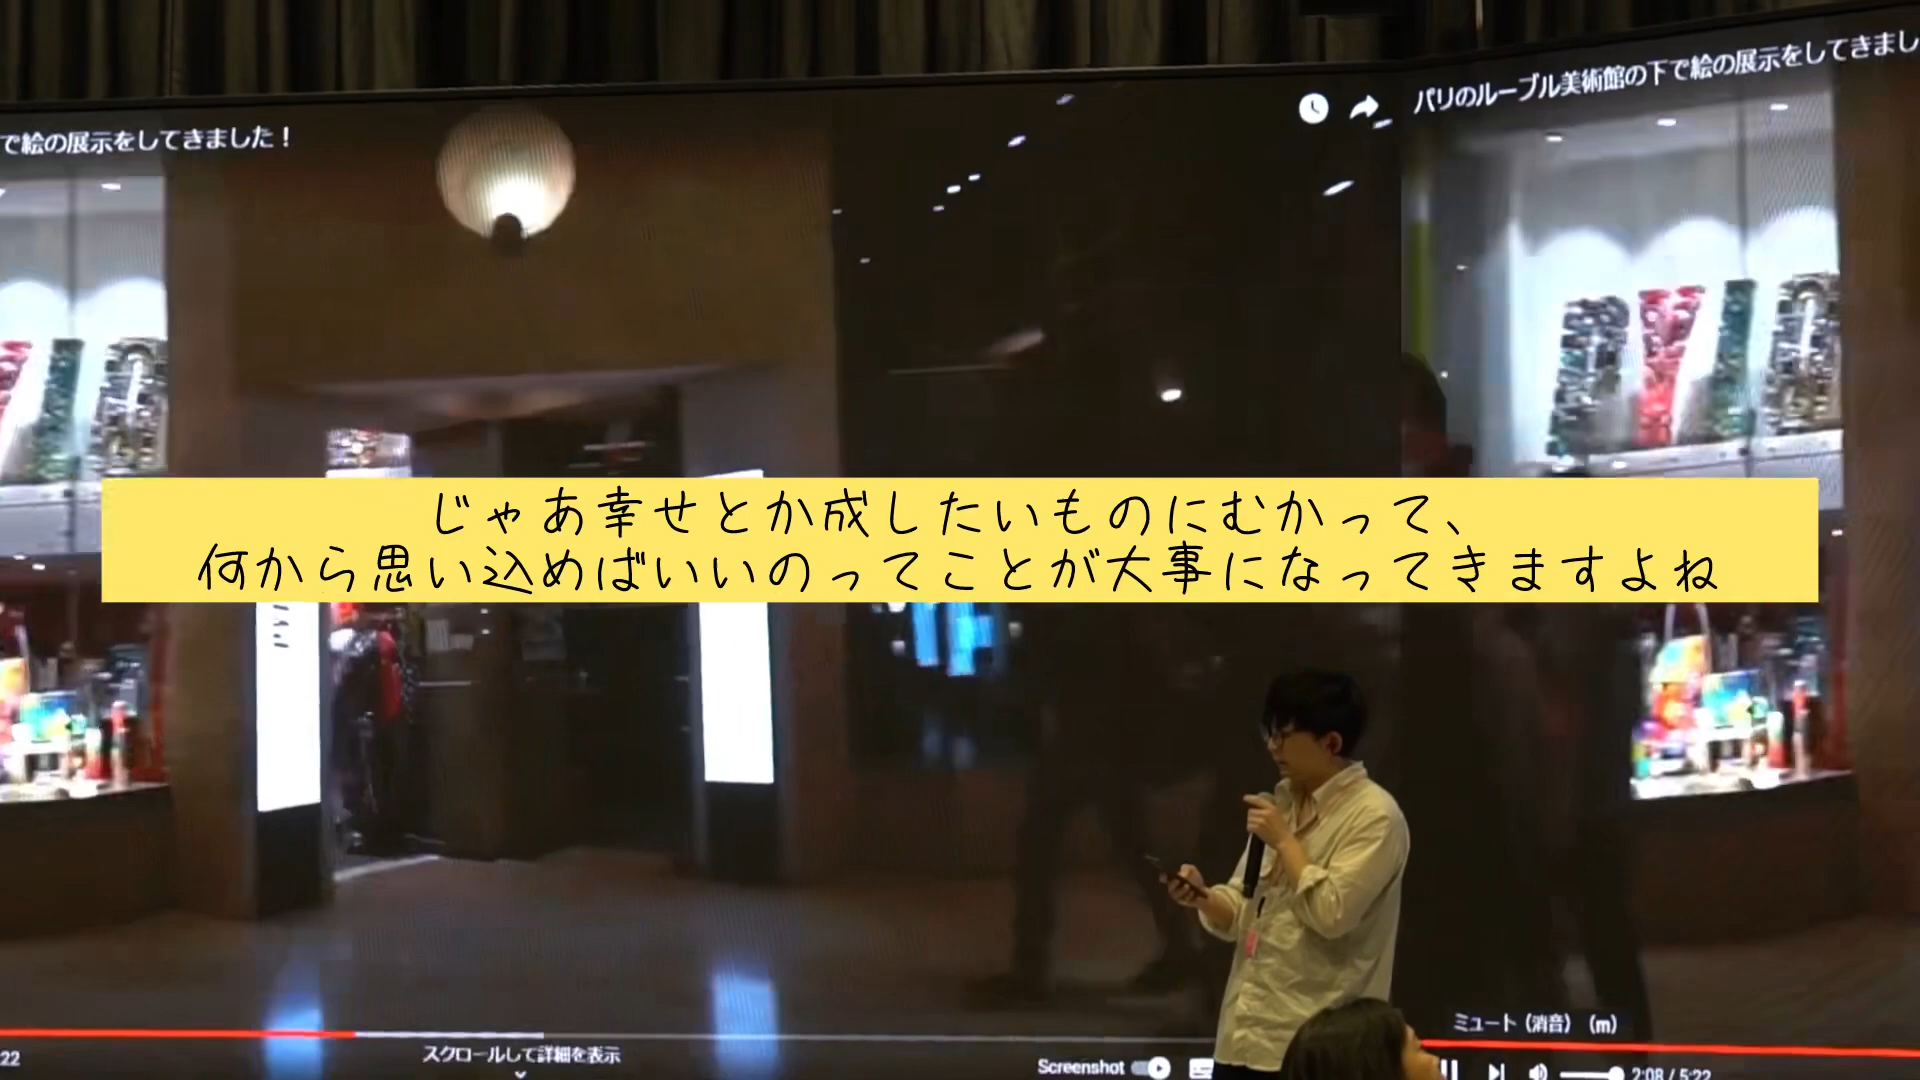 パリのルーブル美術館の下で絵の展示をしてきまし
で絵の展示をしてきました！
じゃあ幸せとか成したいものにむかって、
何から思い込めばいいのってことが大事になってきますよね
ミュート（消音） (m)
スクロールして詳細を表示
:22
Screenshot
2:08 / 5:22